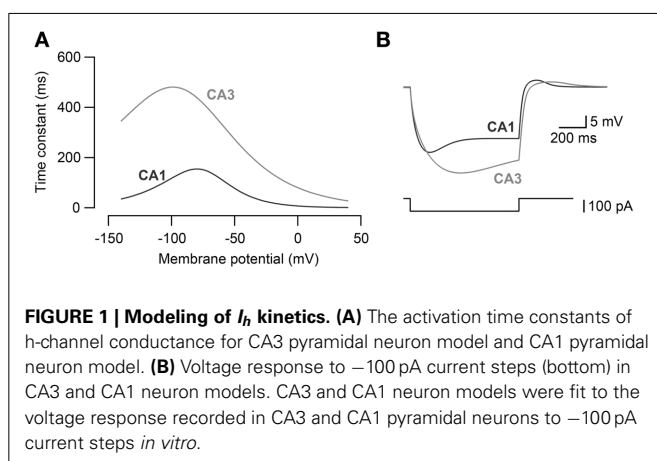 A
B
600
400
200
0
Time constant (ms)
CA3
CA1
-150
-100
-50
0
50
Membrane potential (mV)
CA1
CA3
5 mV
200 ms
100 pA
FIGURE 1 | Modeling of Ih kinetics. (A) The activation time constants of
h-channel conductance for CA3 pyramidal neuron model and CA1 pyramidal
neuron model. (B) Voltage response to −100 pA current steps (bottom) in
CA3 and CA1 neuron models. CA3 and CA1 neuron models were fit to the
voltage response recorded in CA3 and CA1 pyramidal neurons to −100 pA
current steps in vitro.